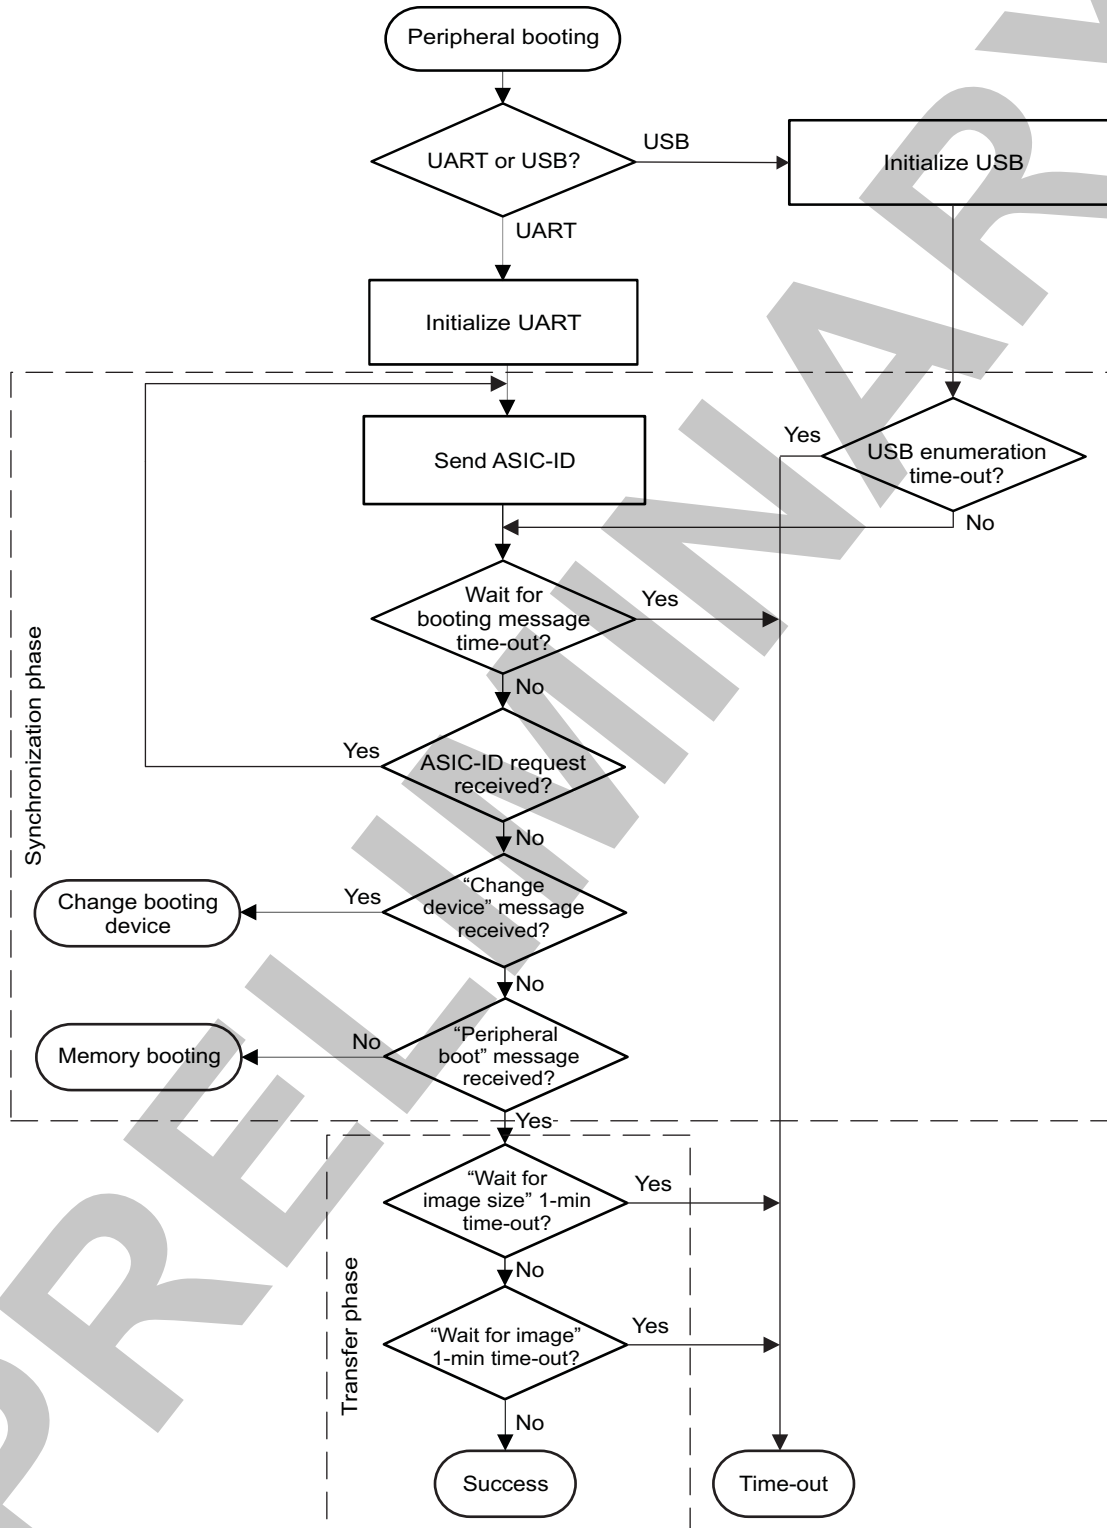 Peripheral booting
UART or USB?
USB
Initialize USB
UART
Initialize UART
Send ASIC-ID
Yes
USB enumeration
time-out?
No
Wait for
booting message
time-out?
Yes
No
Synchronization phase
Yes
ASIC-ID request
received?
No
Change booting
device
Yes
“Change
device” message
received?
No
Memory booting
No
“Peripheral
boot” message
received?
Yes
“Wait for
image size” 1-min
time-out?
Yes
No
Transfer phase
“Wait for image”
1-min time-out?
Yes
No
Success
Time-out
PRELIMINARY